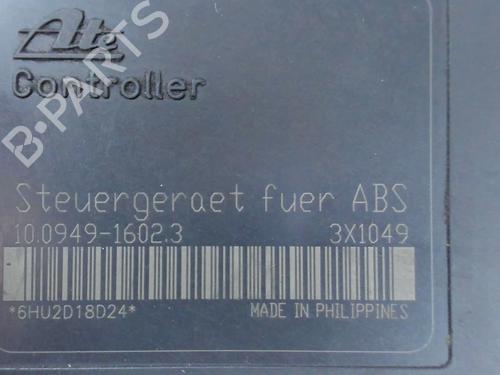 Ate
Controller
B-PARTS
Steuergeraet fuer ABS
10.0949-1602.3 3X1049
*6HU2D18D24* MADE IN PHILIPPINES